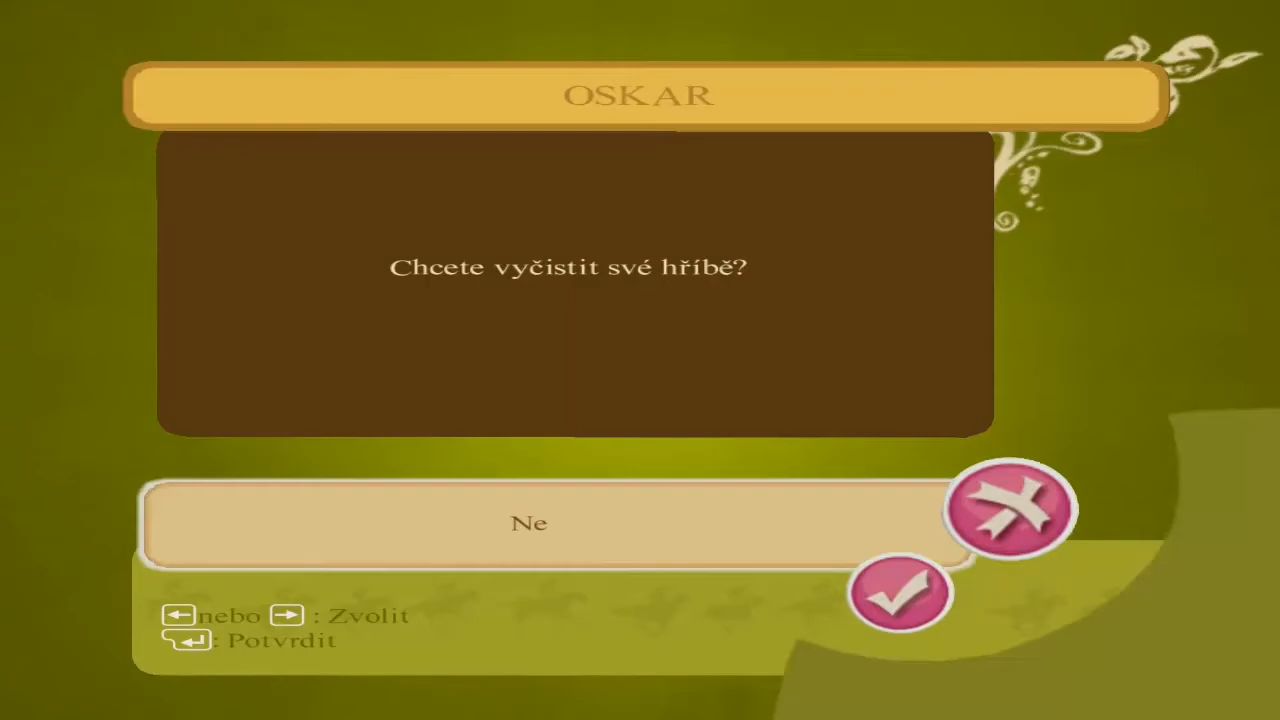 OSKAR
Chcete vyčistit své hříbě?
Ne
nebo : Zvolit
: Potvrdit